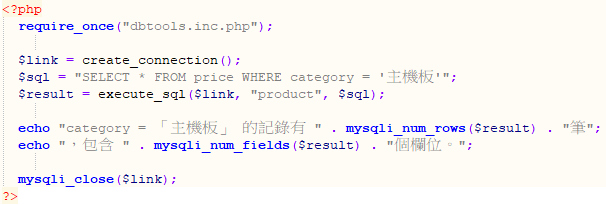 <?php
require_once("dbtools.inc.php");
$link = create_connection();
$sql = "SELECT * FROM price WHERE category = '主機板'";
$result = execute_sql($link, "product", $sql);
echo "category = 「主機板」 的記錄有 " . mysqli_num_rows($result) . "筆";
echo "，包含 " . mysqli_num_fields($result) . "個欄位。";
mysqli_close($link);
?>